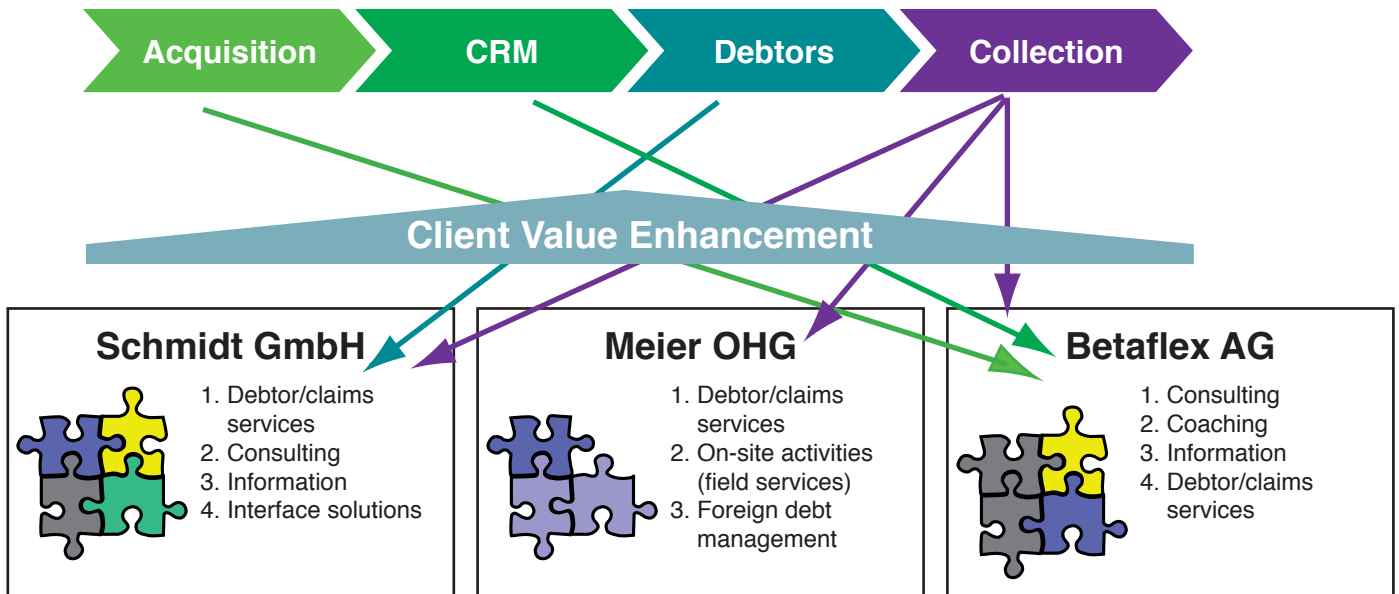 Acquisition
CRM
Debtors
Collection
Client Value Enhancement
Schmidt GmbH
1. Debtor/claims
services
2. Consulting
3. Information
4. Interface solutions
Meier OHG
1. Debtor/claims
services
2. On-site activities
(field services)
3. Foreign debt
management
Betaflex AG
1. Consulting
2. Coaching
3. Information
4. Debtor/claims
services